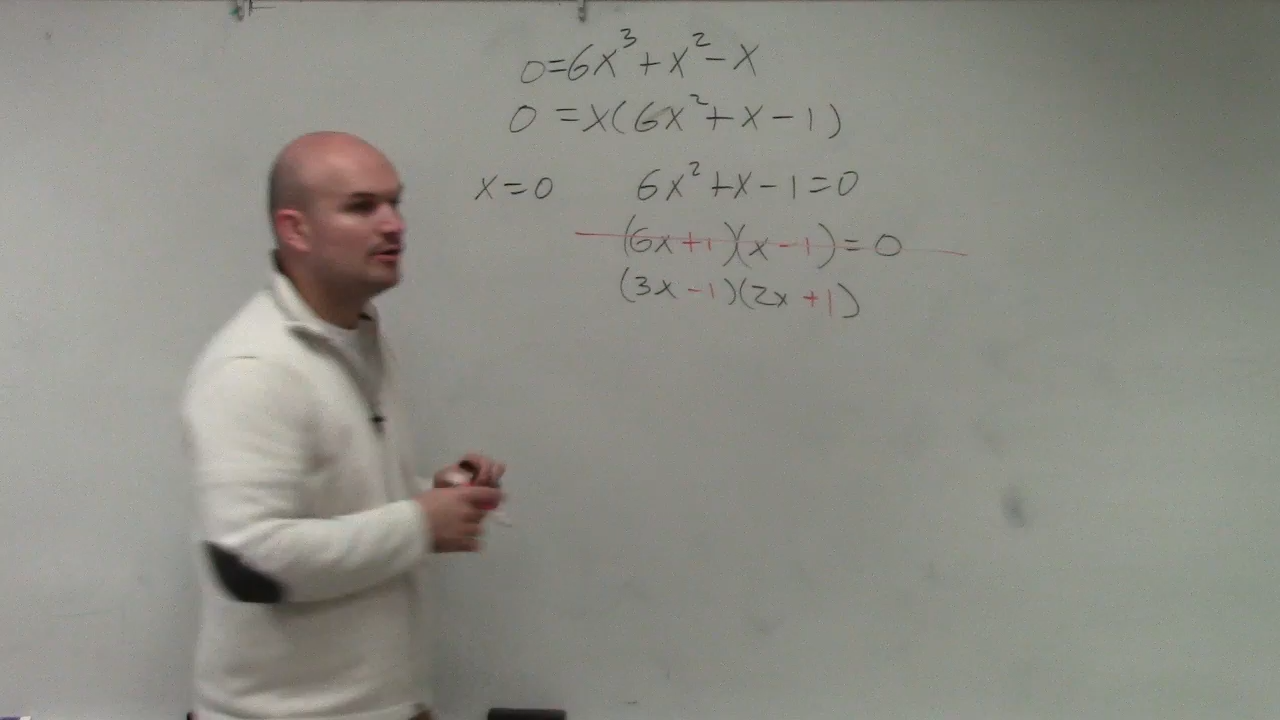 0=6x³+x²-x
0=x(6x²+x-1)
x=0 6x²+x-1=0
(6x+1)(x-1)=0
(3x-1)(2x+1)